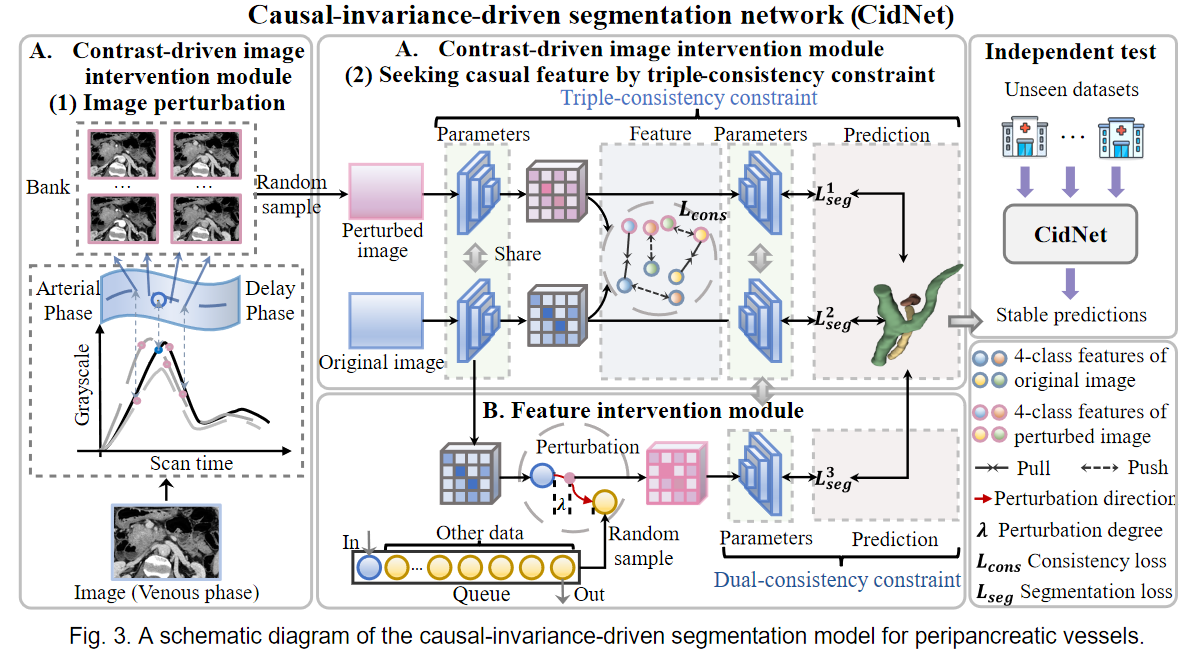 Causal-invariance-driven segmentation network (CidNet)
A. Contrast-driven image
intervention module
(1) Image perturbation
Bank
...
...
...
...
Random
sample
Arterial
Phase
Delay
Phase
Grayscale
Scan time
Image (Venous phase)
A. Contrast-driven image intervention module
(2) Seeking casual feature by triple-consistency constraint
Triple-consistency constraint
Parameters
Feature
Parameters
Prediction
Perturbed
image
Share
Original image
L_cons
L^1_seg
L^2_seg
B. Feature intervention module
Perturbation
λ
In
Other data
...
Queue
Out
Random
sample
L^3_seg
Parameters
Prediction
Dual-consistency constraint
Independent test
Unseen datasets
...
CidNet
Stable predictions
4-class features of
original image
4-class features of
perturbed image
Pull
Push
Perturbation direction
λ Perturbation degree
L_cons Consistency loss
L_seg Segmentation loss
Fig. 3. A schematic diagram of the causal-invariance-driven segmentation model for peripancreatic vessels.